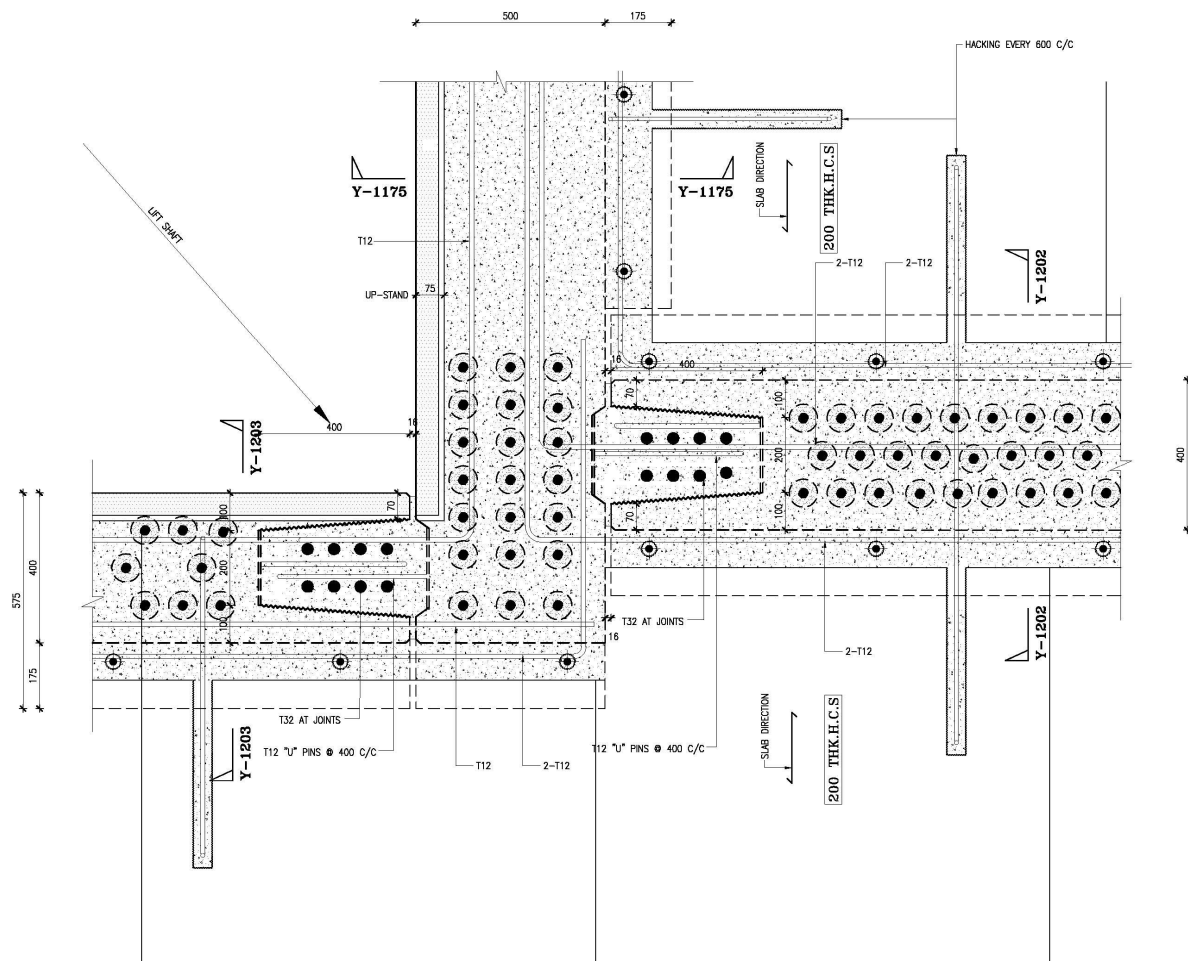 500
175
HACKING EVERY 600 C/C
LIFT SHAFT
Y-1175
Y-1175
SLAB DIRECTION
200 THK.H.C.S
T12
2-T12
2-T12
Y-1202
UP-STAND
75
16
400
70
100
Y-1203
400
16
200
400
70
100
70
100
400
200
575
100
T32 AT JOINTS
16
2-T12
Y-1202
175
T32 AT JOINTS
SLAB DIRECTION
200 THK.H.C.S
Y-1203
T12 "U" PINS @ 400 C/C
T12
2-T12
T12 "U" PINS @ 400 C/C